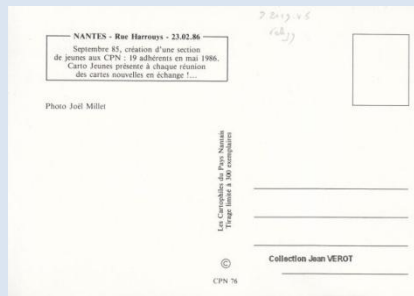 NANTES - Rue Harrouys - 23.02.86
Septembre 85, création d'une section
de jeunes aux CPN : 19 adhérents en mai 1986.
Carto Jeunes présente à chaque réunion
des cartes nouvelles en échange !...
Photo Joël Millet
Les Cartophiles du Pays Nantais
Tirage limité à 300 exemplaires
©
CPN 76
Collection Jean VEROT